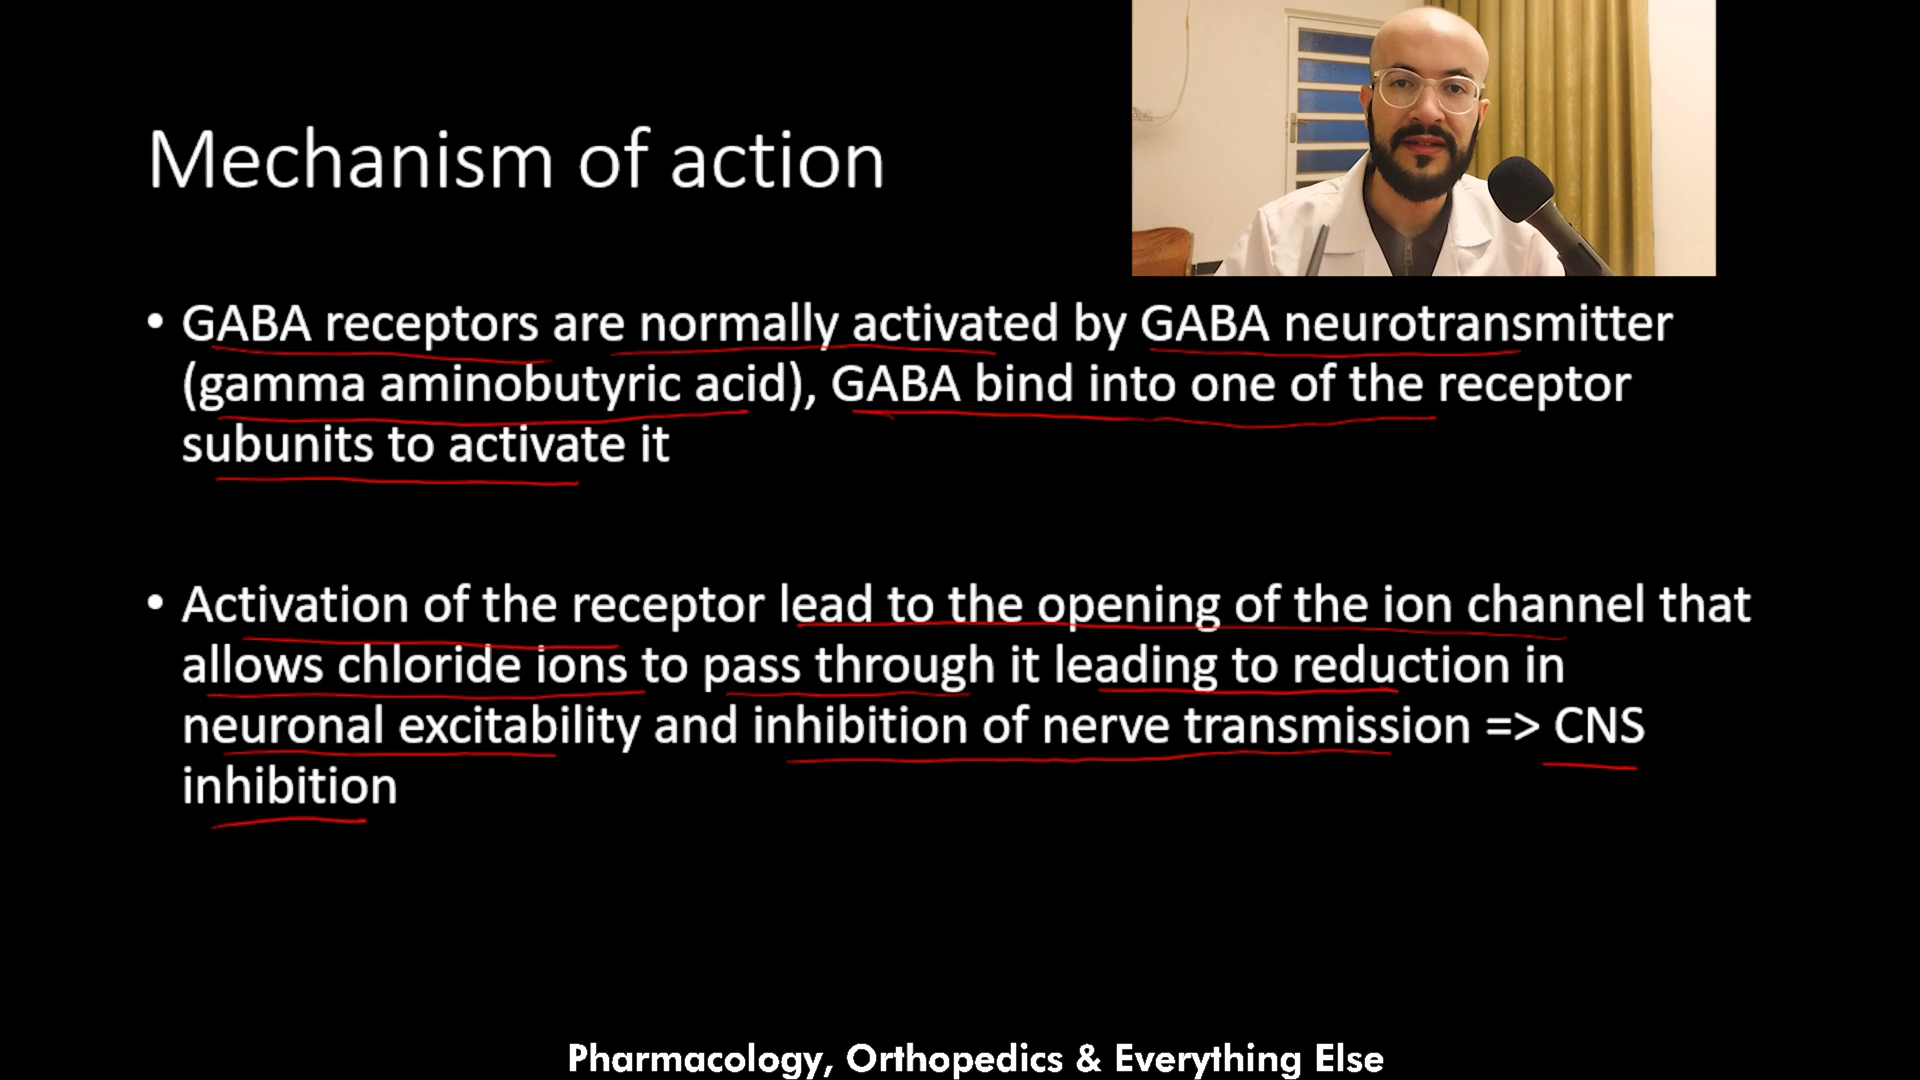 Mechanism of action
• GABA receptors are normally activated by GABA neurotransmitter
(gamma aminobutyric acid), GABA bind into one of the receptor
subunits to activate it
• Activation of the receptor lead to the opening of the ion channel that
allows chloride ions to pass through it leading to reduction in
neuronal excitability and inhibition of nerve transmission => CNS
inhibition
Pharmacology, Orthopedics & Everything Else